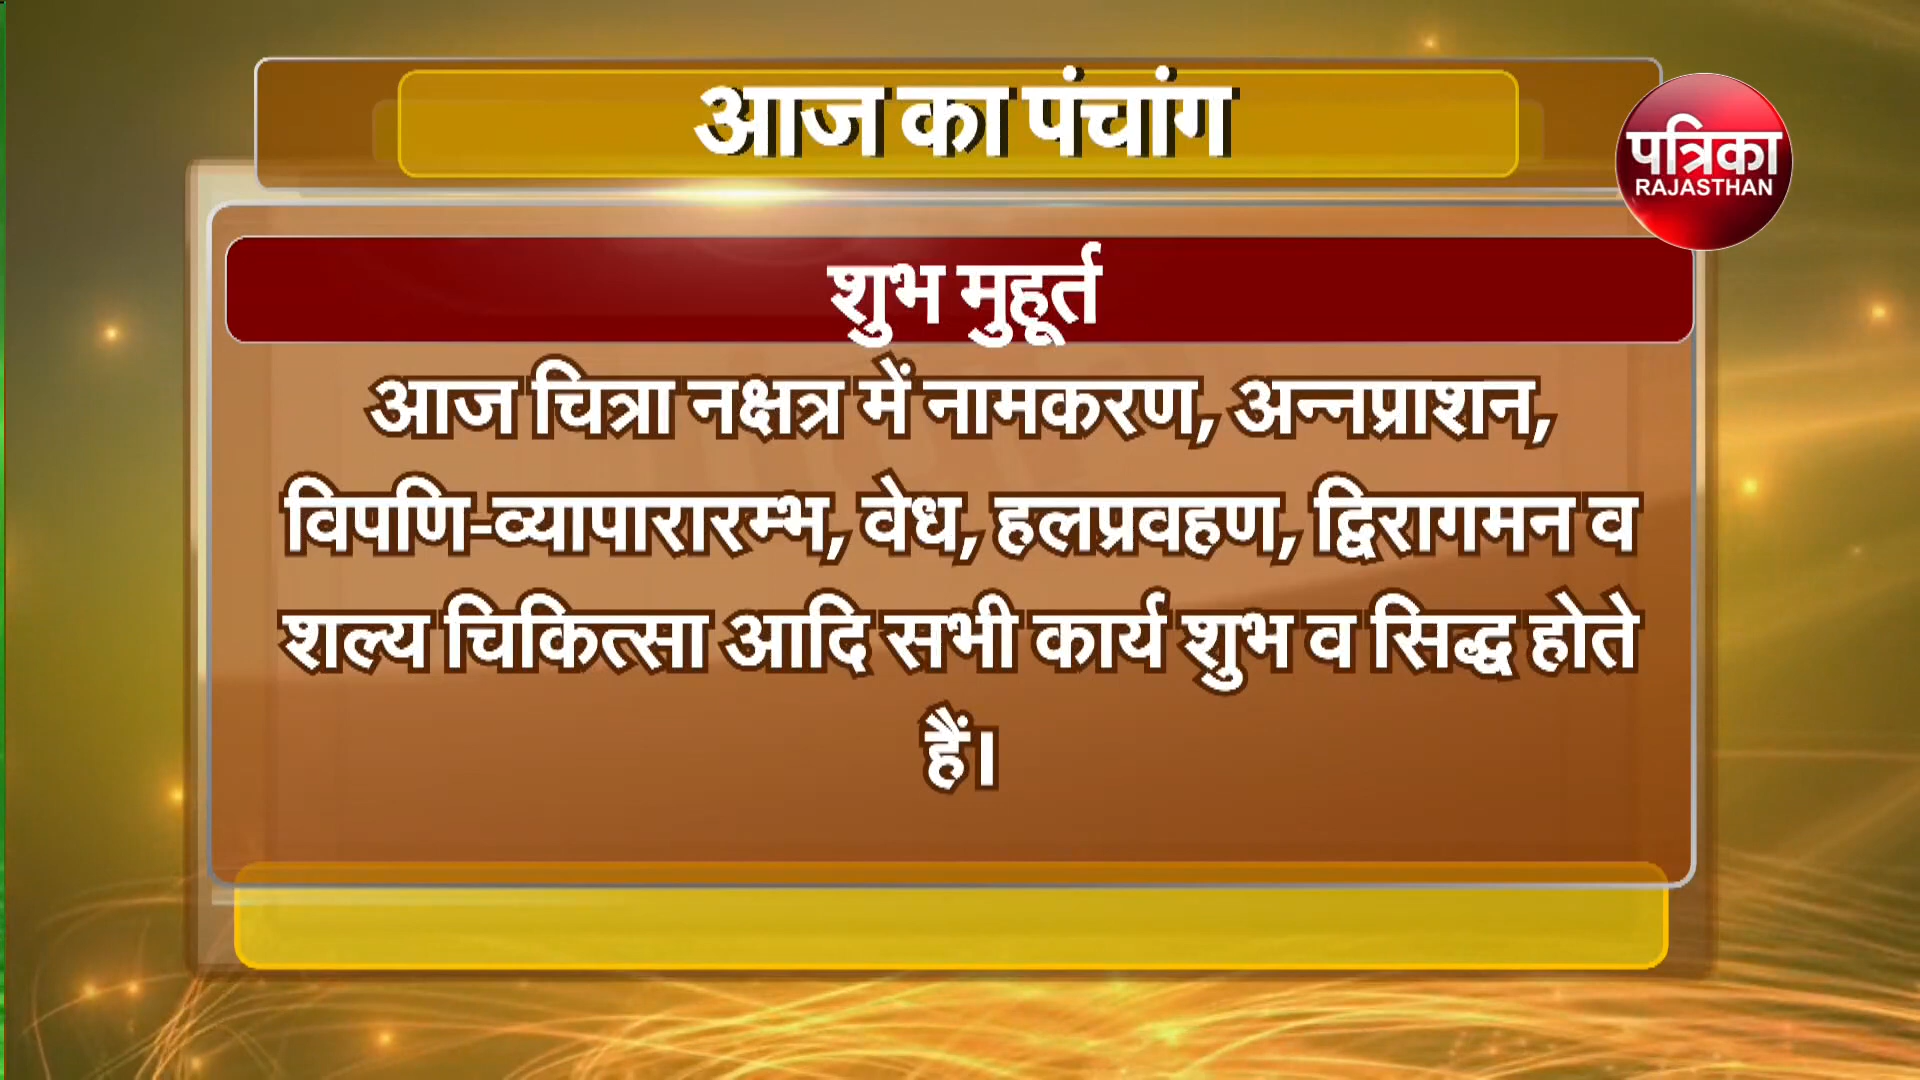 आज का पंचांग
पत्रिका
RAJASTHAN
शुभ मुहूर्त
आज चित्रा नक्षत्र में नामकरण, अन्नप्राशन,
विपणि-व्यापारारम्भ, वेध, हलप्रवहण, द्विरागमन व
शल्य चिकित्सा आदि सभी कार्य शुभ व सिद्ध होते
हैं।